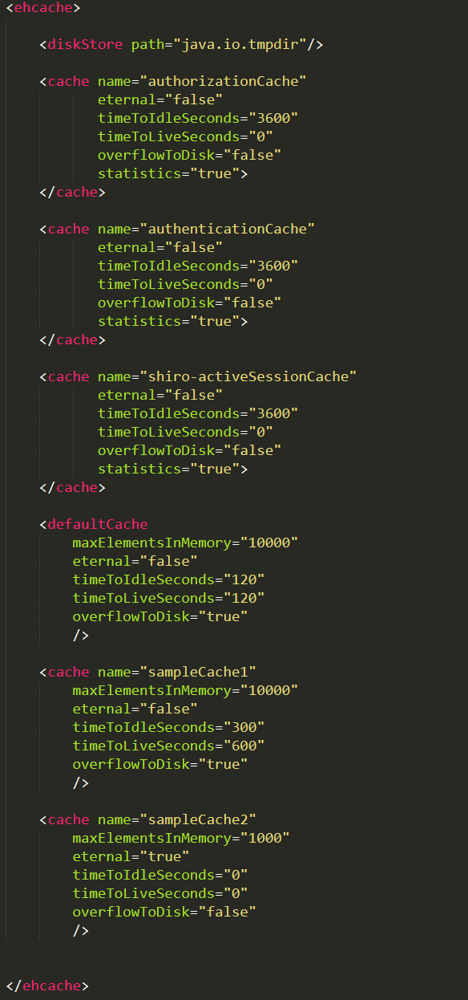 <ehcache>
<diskStore path="java.io.tmpdir"/>
<cache name="authorizationCache"
eternal="false"
timeToIdleSeconds="3600"
timeToLiveSeconds="0"
overflowToDisk="false"
statistics="true">
</cache>
<cache name="authenticationCache"
eternal="false"
timeToIdleSeconds="3600"
timeToLiveSeconds="0"
overflowToDisk="false"
statistics="true">
</cache>
<cache name="shiro-activeSessionCache"
eternal="false"
timeToIdleSeconds="3600"
timeToLiveSeconds="0"
overflowToDisk="false"
statistics="true">
</cache>
<defaultCache
maxElementsInMemory="10000"
eternal="false"
timeToIdleSeconds="120"
timeToLiveSeconds="120"
overflowToDisk="true"
/>
<cache name="sampleCache1"
maxElementsInMemory="10000"
eternal="false"
timeToIdleSeconds="300"
timeToLiveSeconds="600"
overflowToDisk="true"
/>
<cache name="sampleCache2"
maxElementsInMemory="1000"
eternal="true"
timeToIdleSeconds="0"
timeToLiveSeconds="0"
overflowToDisk="false"
/>
</ehcache>